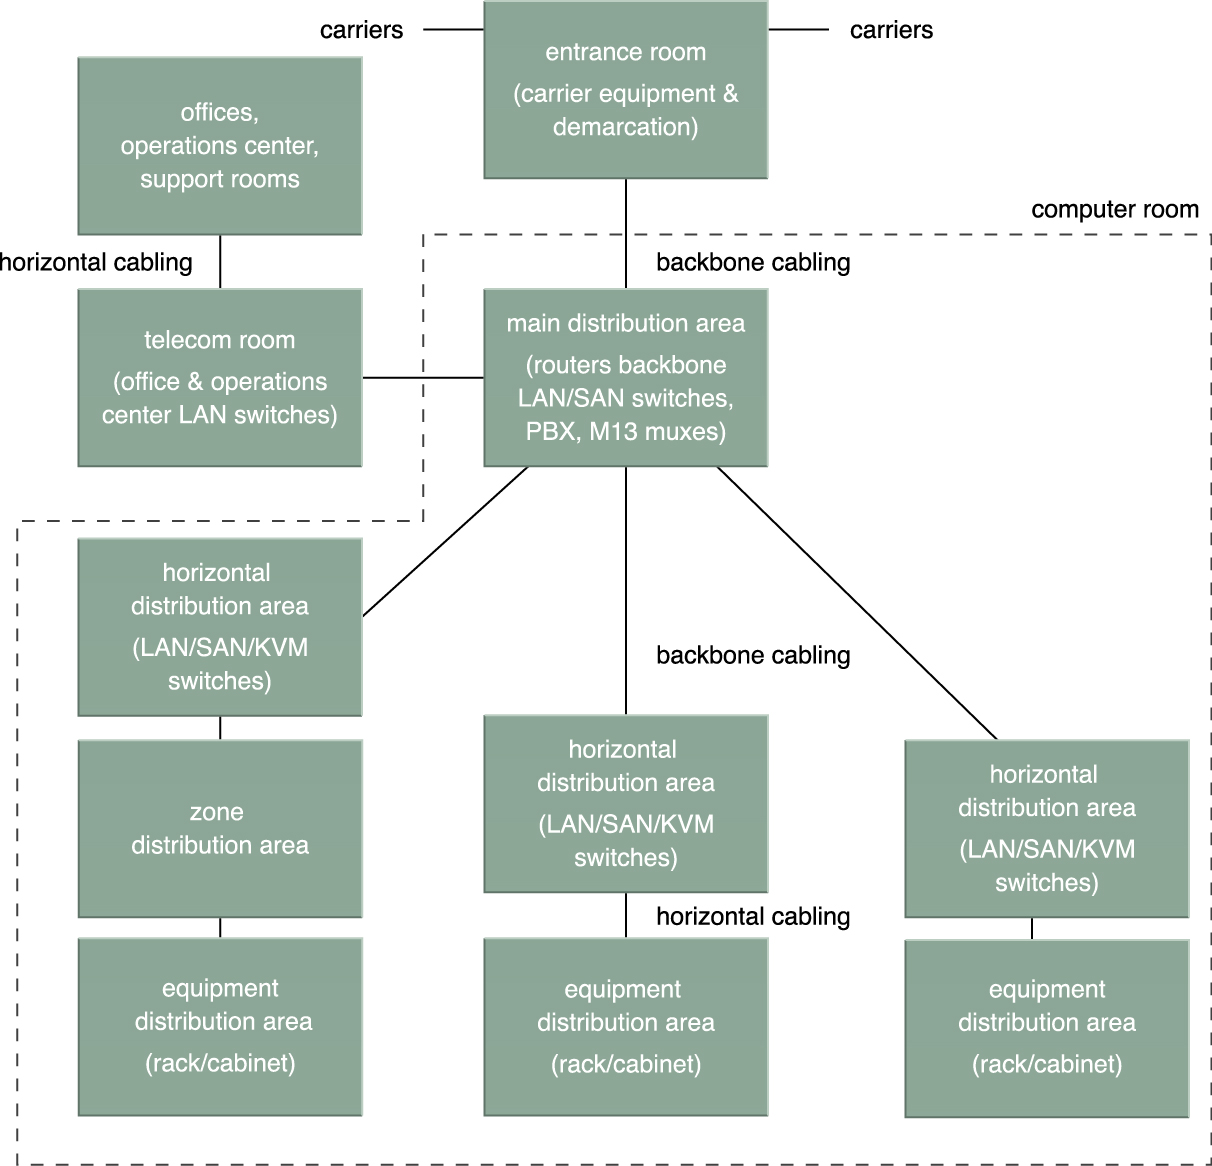 carriers
entrance room
(carrier equipment &
demarcation)
carriers
offices,
operations center,
support rooms
computer room
horizontal cabling
backbone cabling
telecom room
(office & operations
center LAN switches)
main distribution area
(routers backbone
LAN/SAN switches,
PBX, M13 muxes)
horizontal
distribution area
(LAN/SAN/KVM
switches)
backbone cabling
zone
distribution area
horizontal
distribution area
(LAN/SAN/KVM
switches)
horizontal
distribution area
(LAN/SAN/KVM
switches)
horizontal cabling
equipment
distribution area
(rack/cabinet)
equipment
distribution area
(rack/cabinet)
equipment
distribution area
(rack/cabinet)